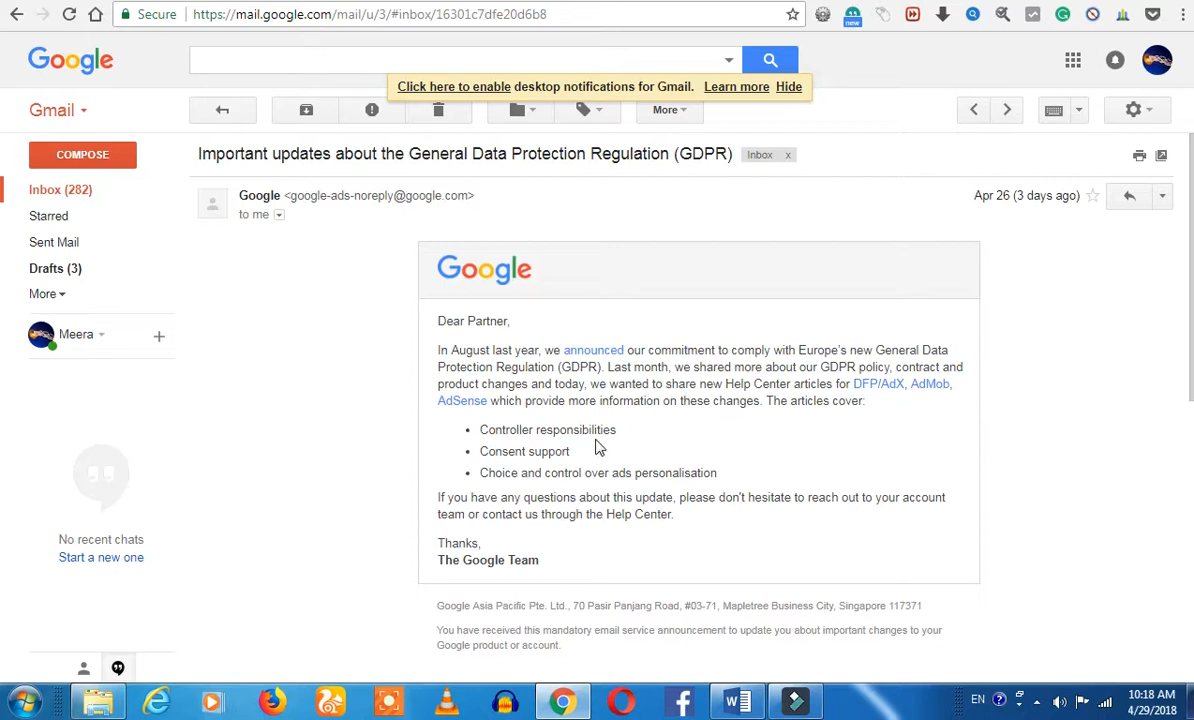 Secure
https://mail.google.com/mail/u/3/#inbox/16301c7dfe20d6b8
new
Google
Click here to enable desktop notifications for Gmail. Learn more Hide
Gmail
More
COMPOSE
Important updates about the General Data Protection Regulation (GDPR) Inbox x
Inbox (282)
Google <google-ads-noreply@google.com>
Apr 26 (3 days ago)
to me
Starred
Sent Mail
Drafts (3)
More
Meera
No recent chats
Start a new one
Google
Dear Partner,
In August last year, we announced our commitment to comply with Europe's new General Data
Protection Regulation (GDPR). Last month, we shared more about our GDPR policy, contract and
product changes and today, we wanted to share new Help Center articles for DFP/AdX, AdMob,
AdSense which provide more information on these changes. The articles cover:
• Controller responsibilities
• Consent support
• Choice and control over ads personalisation
If you have any questions about this update, please don't hesitate to reach out to your account
team or contact us through the Help Center.
Thanks,
The Google Team
Google Asia Pacific Pte. Ltd., 70 Pasir Panjang Road, #03-71, Mapletree Business City, Singapore 117371
You have received this mandatory email service announcement to update you about important changes to your
Google product or account.
EN
10:18 AM
4/29/2018